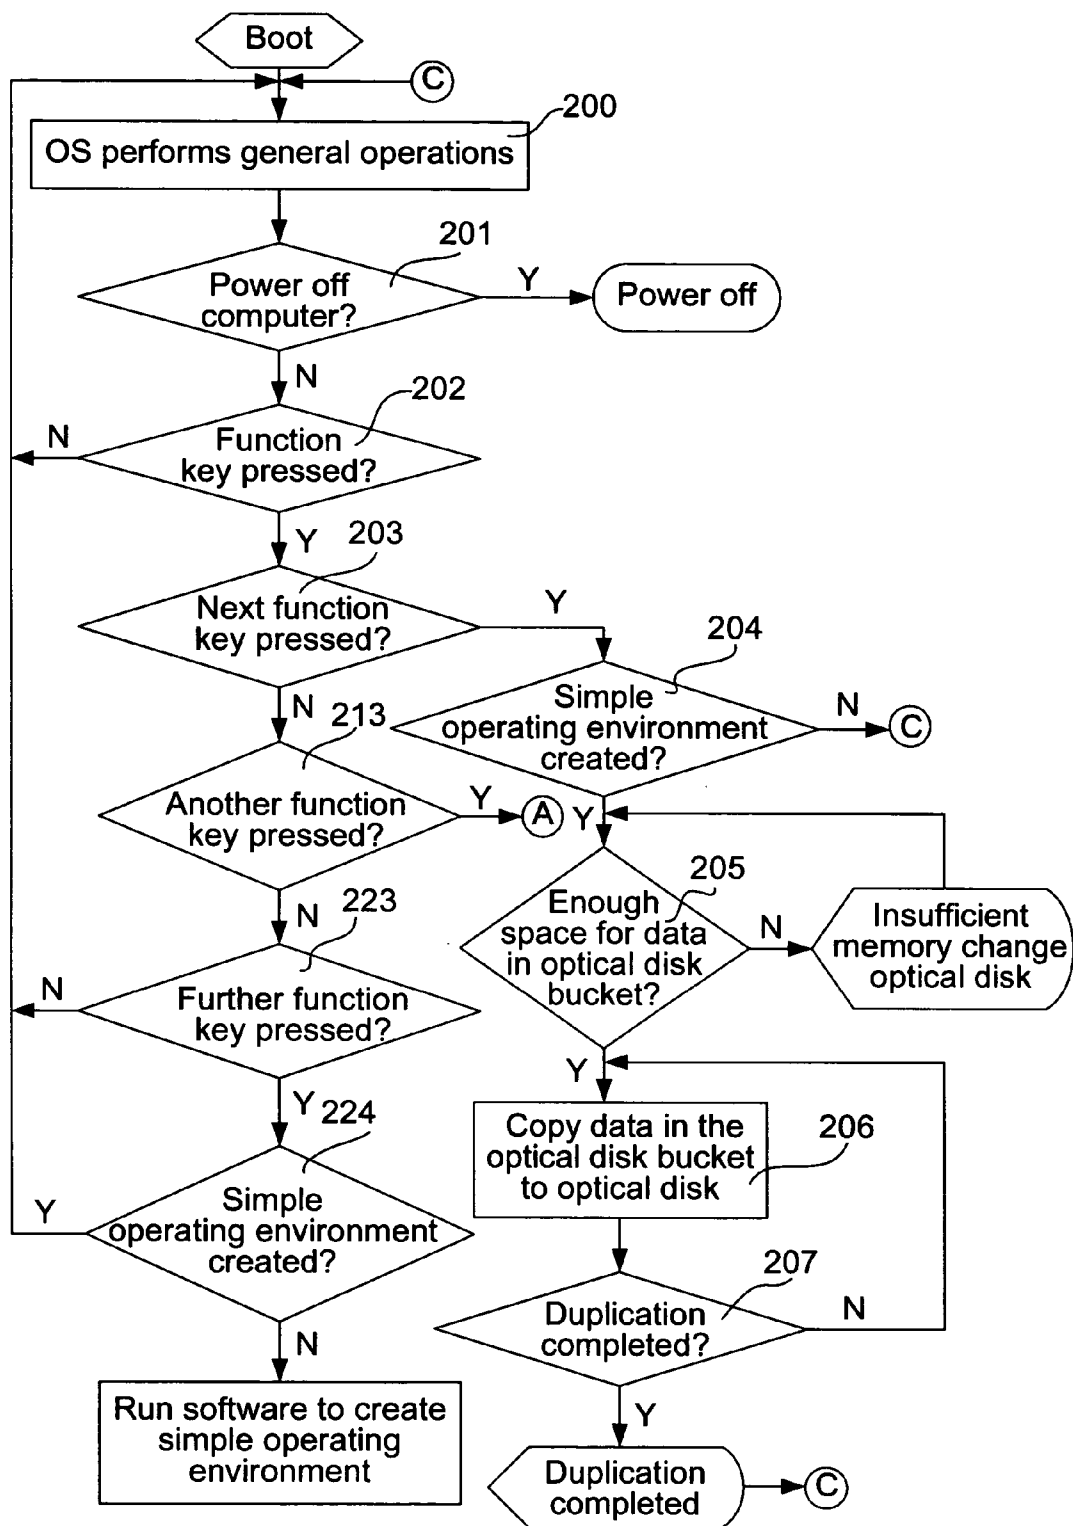 Boot
C
200
OS performs general operations
201
Power off
computer?
Y
Power off
N
202
Function
key pressed?
N
Y
203
Next function
key pressed?
Y
204
Simple
operating environment
created?
N
C
N
213
Another function
key pressed?
Y
A
Y
205
Enough
space for data
in optical disk
bucket?
N
Insufficient
memory change
optical disk
N
223
Further function
key pressed?
N
Y
Y
224
Copy data in the
optical disk bucket
to optical disk
206
Simple
operating environment
created?
Y
207
Duplication
completed?
N
N
Y
Run software to create
simple operating
environment
Duplication
completed
C